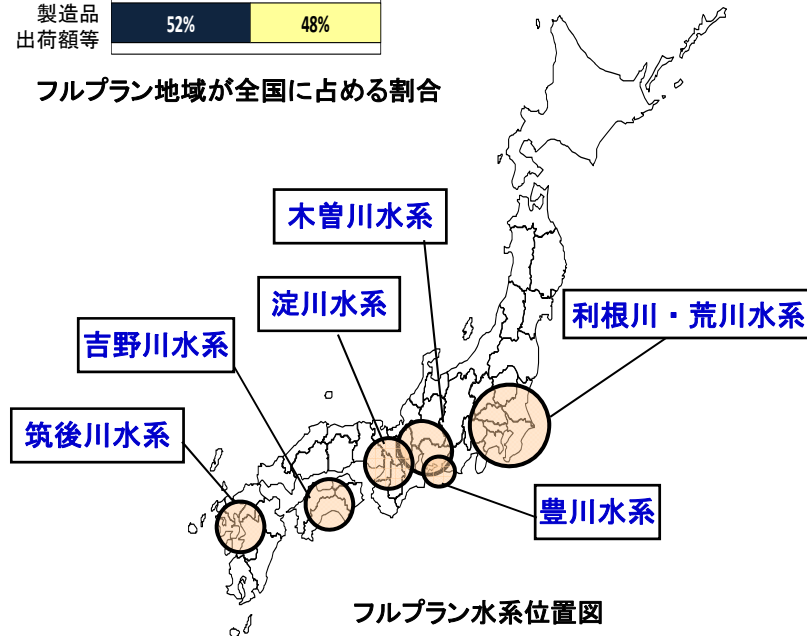 製造品
出荷額等
52%
48%
フルプラン地域が全国に占める割合
木曽川水系
淀川水系
利根川・荒川水系
吉野川水系
筑後川水系
豊川水系
フルプラン水系位置図